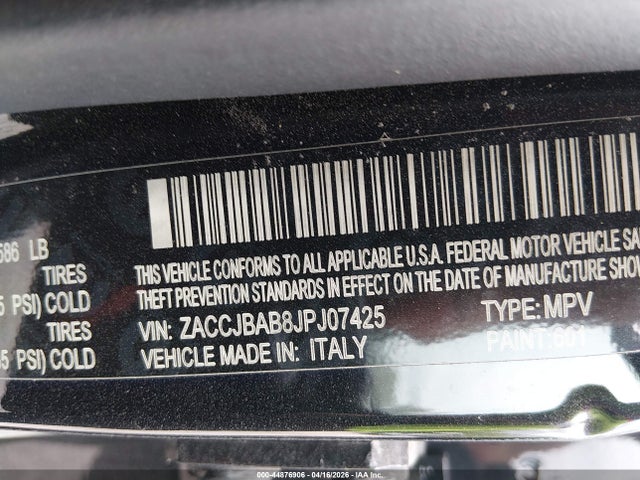 586 LB
TIRES
5 PSI) COLD
TIRES
35 PSI) COLD
THIS VEHICLE CONFORMS TO ALL APPLICABLE U.S.A. FEDERAL MOTOR VEHICLE SA
THEFT PREVENTION STANDARDS IN EFFECT ON THE DATE OF MANUFACTURE SHOW
VIN: ZACCJBAB8JPJ07425 TYPE: MPV
VEHICLE MADE IN: ITALY PAINT: 601
000-44876906 - 04/16/2026 - IAA Inc.